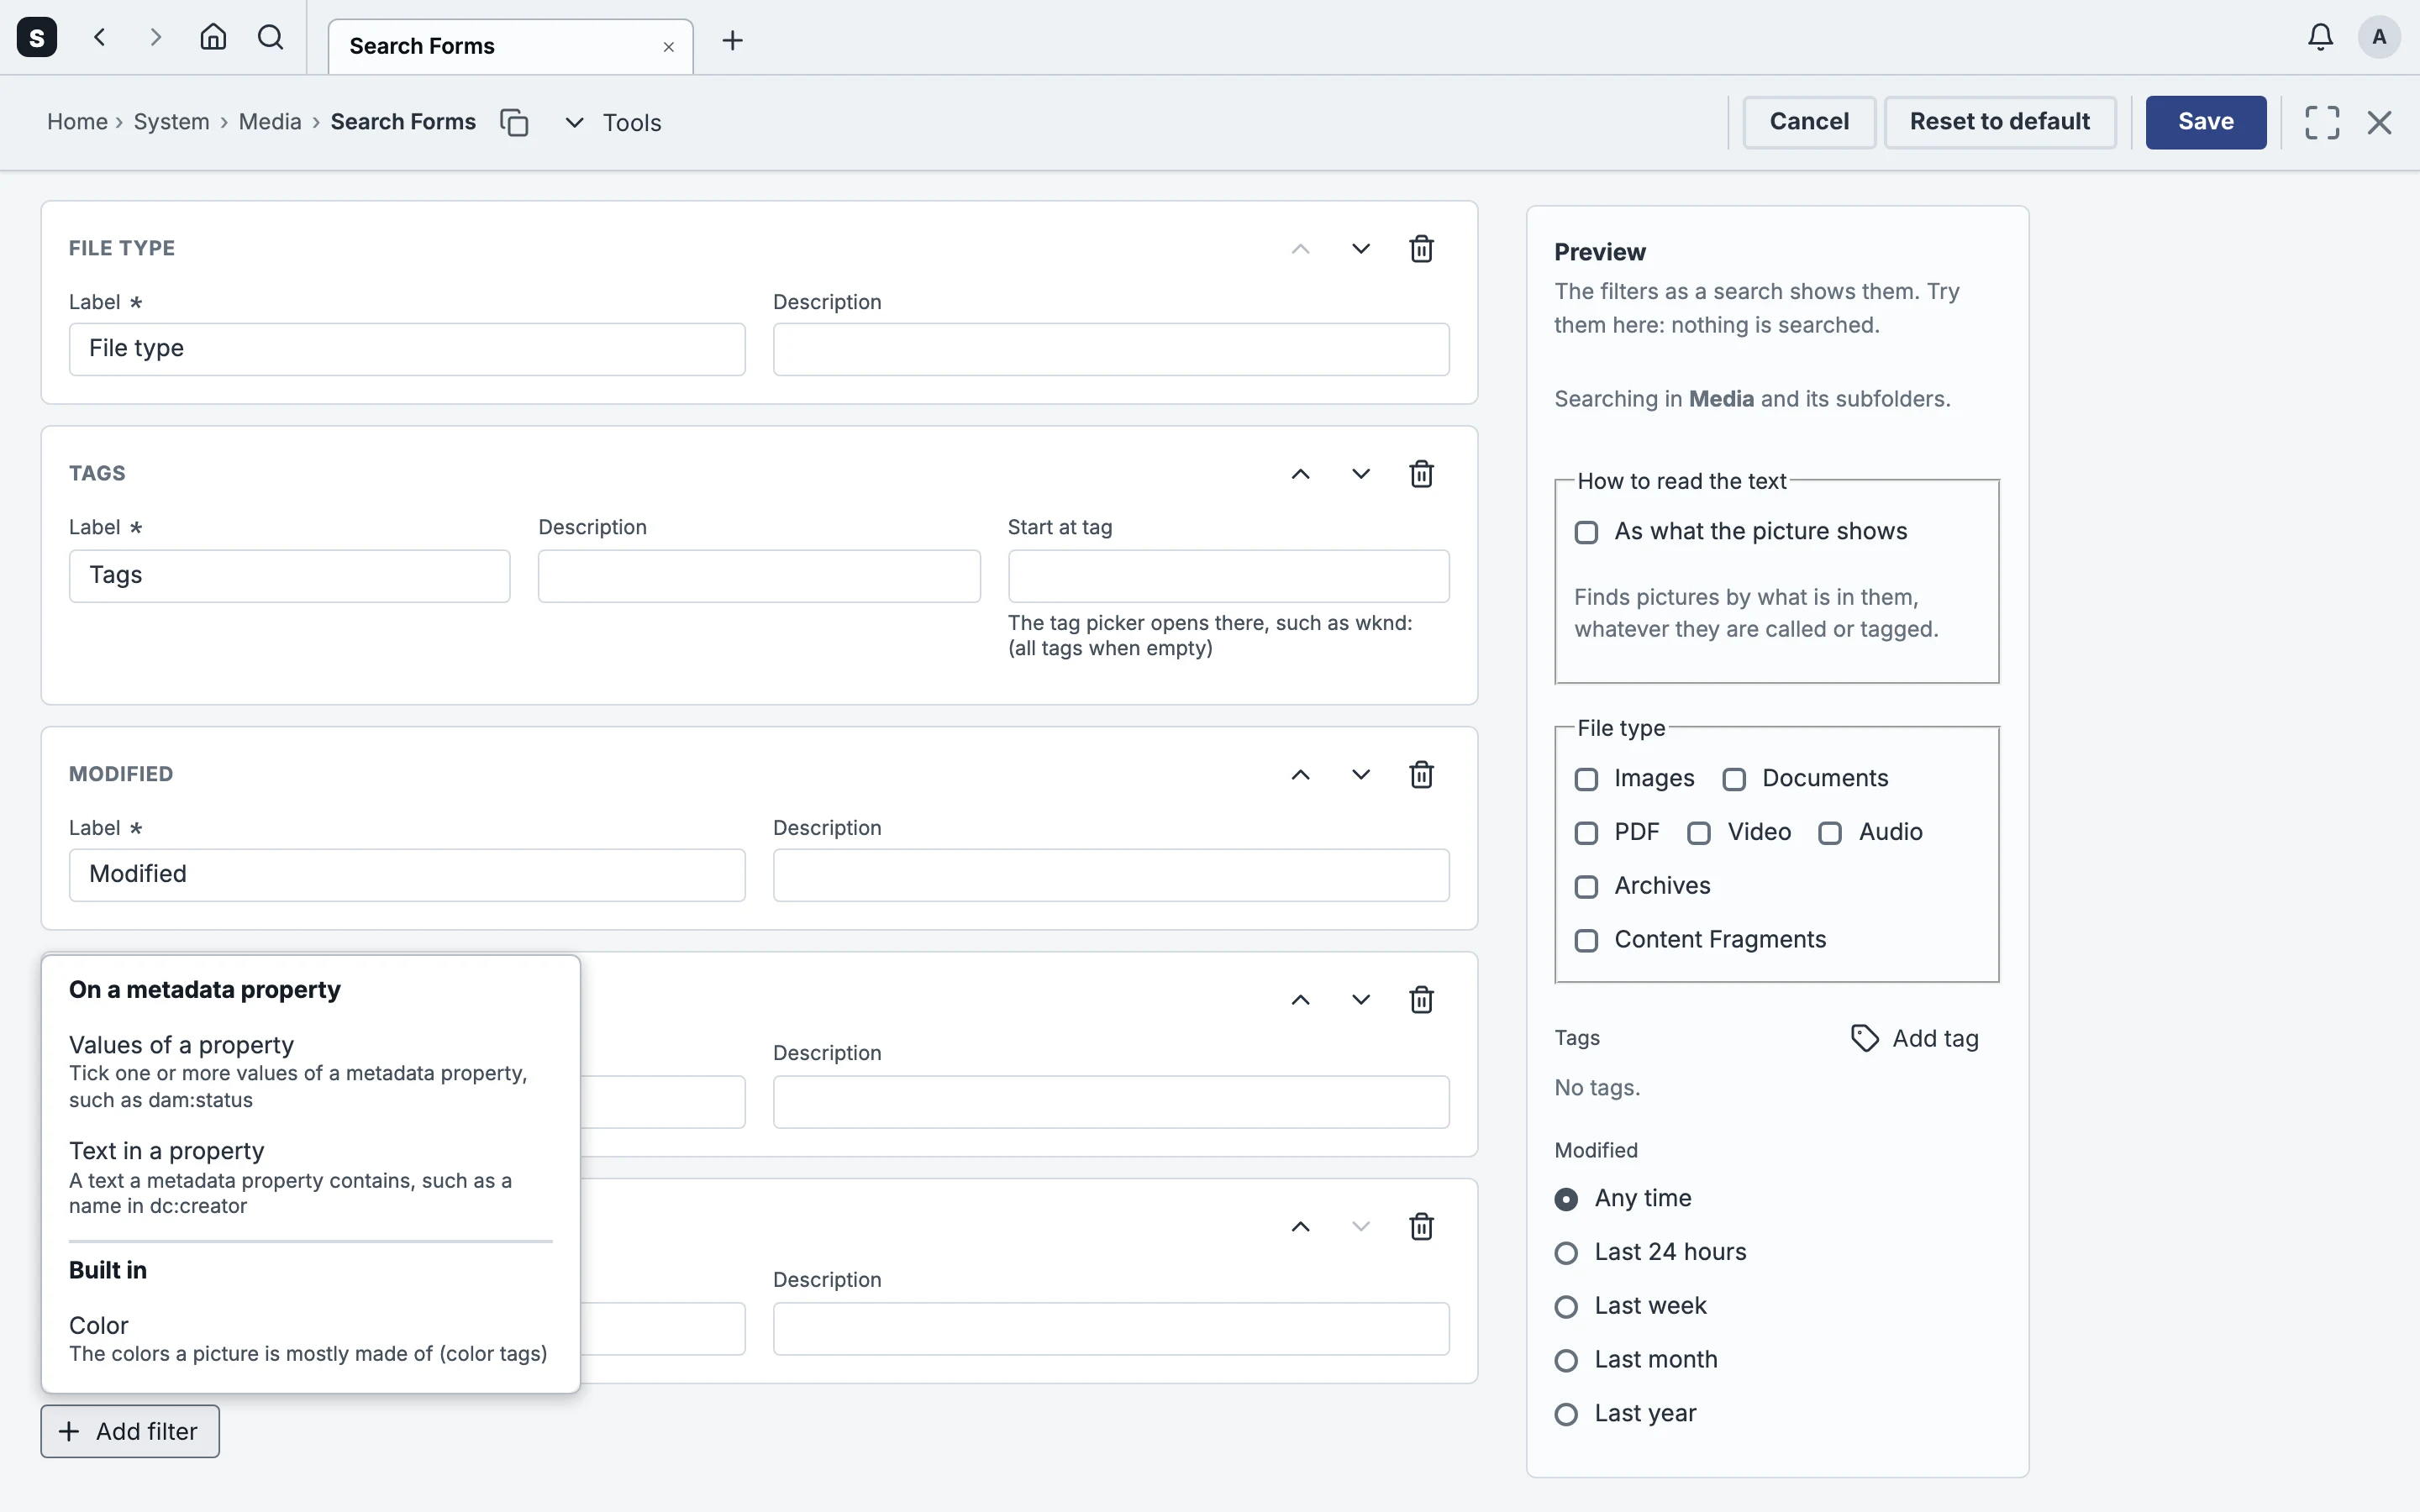 S
Search Forms
A
Home › System › Media › Search Forms
Tools
Cancel
Reset to default
Save
FILE TYPE
Label *
Description
File type
TAGS
Label *
Description
Start at tag
Tags
The tag picker opens there, such as wknd:
(all tags when empty)
MODIFIED
Label *
Description
Modified
Description
Description
On a metadata property
Values of a property
Tick one or more values of a metadata property,
such as dam:status
Text in a property
A text a metadata property contains, such as a
name in dc:creator
Built in
Color
The colors a picture is mostly made of (color tags)
Add filter
Preview
The filters as a search shows them. Try
them here: nothing is searched.
Searching in Media and its subfolders.
How to read the text
As what the picture shows
Finds pictures by what is in them,
whatever they are called or tagged.
File type
Images Documents
PDF Video Audio
Archives
Content Fragments
Tags
Add tag
No tags.
Modified
Any time
Last 24 hours
Last week
Last month
Last year